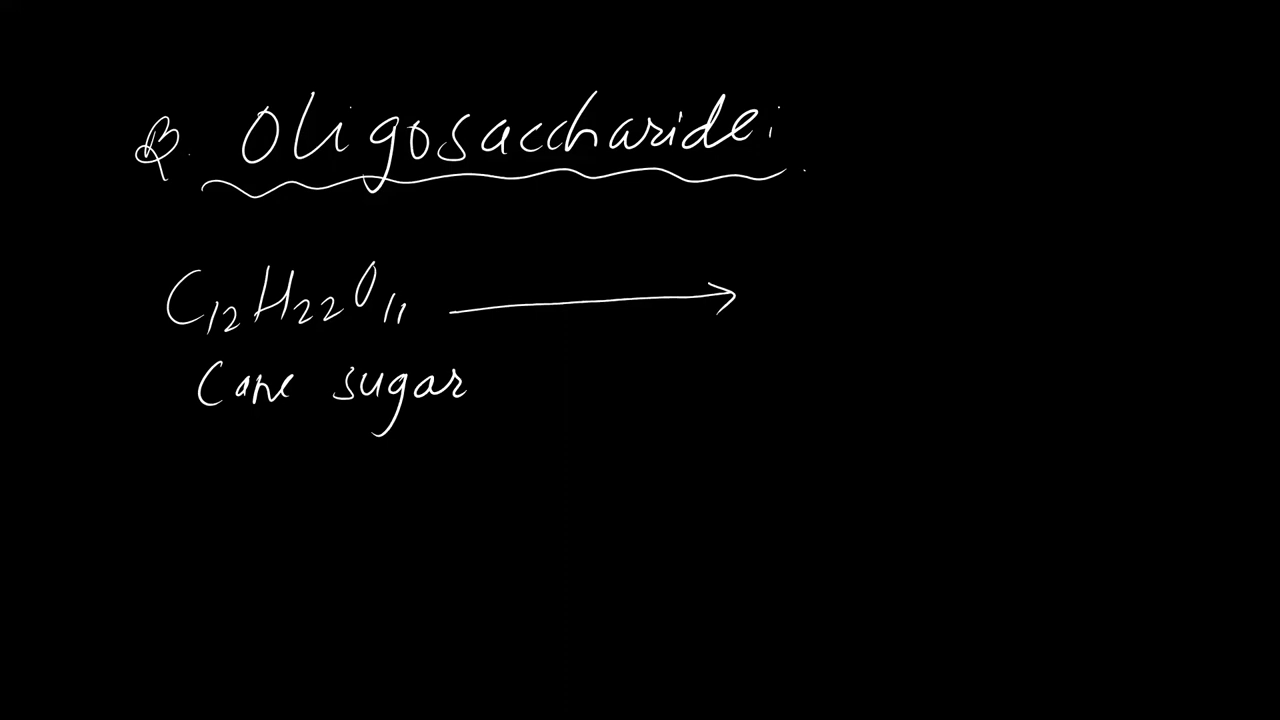 B. Oligosaccharide:
C₁₂H₂₂O₁₁ ⟶
Cane sugar